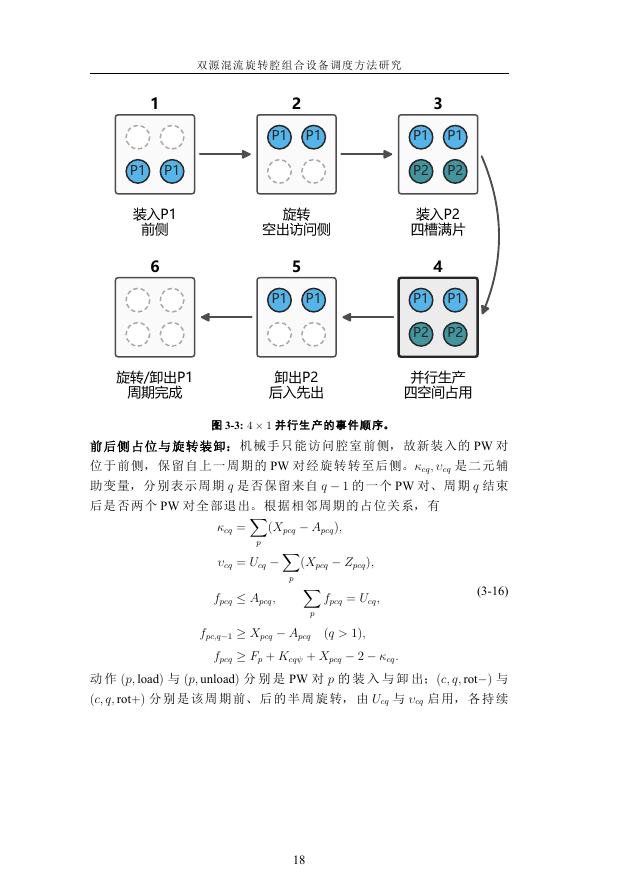 双源混流旋转腔组合设备调度方法研究
1 2 3
P1 P1 P1 P1
P1 P1 P2 P2
装入P1 旋转 装入P2
前侧 空出访问侧 四槽满片
6 5 4
P1 P1 P1 P1
P2 P2
旋转/卸出P1 卸出P2 并行生产
周期完成 后入先出 四空间占用
图 3-3: 4 × 1 并行生产的事件顺序。
前后侧占位与旋转装卸：机械手只能访问腔室前侧，故新装入的 PW 对
位于前侧，保留自上一周期的 PW 对经旋转转至后侧。κ_{cq}, υ_{cq} 是二元辅
助变量，分别表示周期 q 是否保留来自 q − 1 的一个 PW 对、周期 q 结束
后是否两个 PW 对全部退出。根据相邻周期的占位关系，有
κ_{cq} = ∑_p (X_{pcq} − A_{pcq}),
υ_{cq} = U_{cq} − ∑_p (X_{pcq} − Z_{pcq}),
f_{pcq} ≤ A_{pcq}, ∑_p f_{pcq} = U_{cq}, (3-16)
f_{pc,q−1} ≥ X_{pcq} − A_{pcq} (q > 1),
f_{pcq} ≥ F_p + K_{cqψ} + X_{pcq} − 2 − κ_{cq}.
动作 (p, load) 与 (p, unload) 分别是 PW 对 p 的装入与卸出；(c, q, rot−) 与
(c, q, rot+) 分别是该周期前、后的半周旋转，由 U_{cq} 与 υ_{cq} 启用，各持续
18